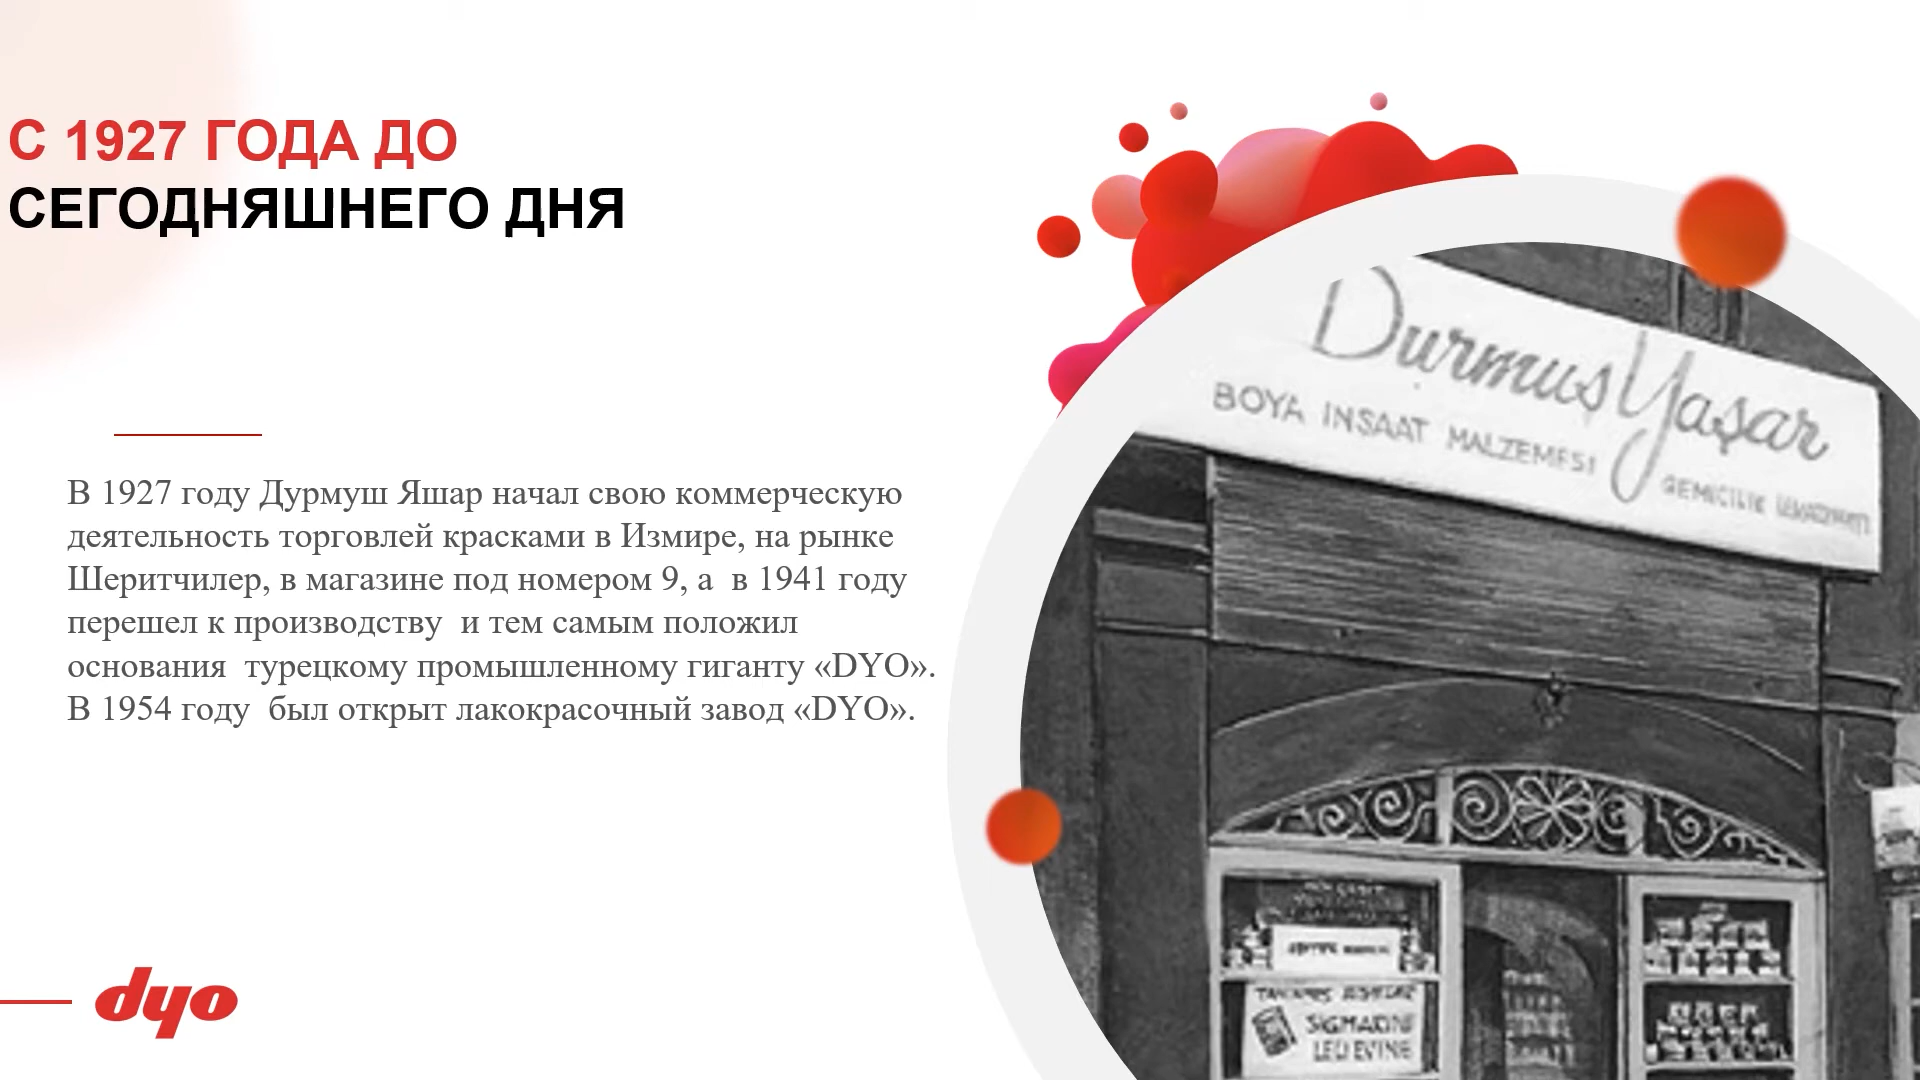 С 1927 ГОДА ДО
СЕГОДНЯШНЕГО ДНЯ
В 1927 году Дурмуш Яшар начал свою коммерческую
деятельность торговлей красками в Измире, на рынке
Шеритчилер, в магазине под номером 9, а  в 1941 году
перешел к производству  и тем самым положил
основания  турецкому промышленному гиганту «DYO».
В 1954 году  был открыт лакокрасочный завод «DYO».
dyo
Durmus Yaşar
BOYA INŞAAT MALZEMESI GEMICILIK